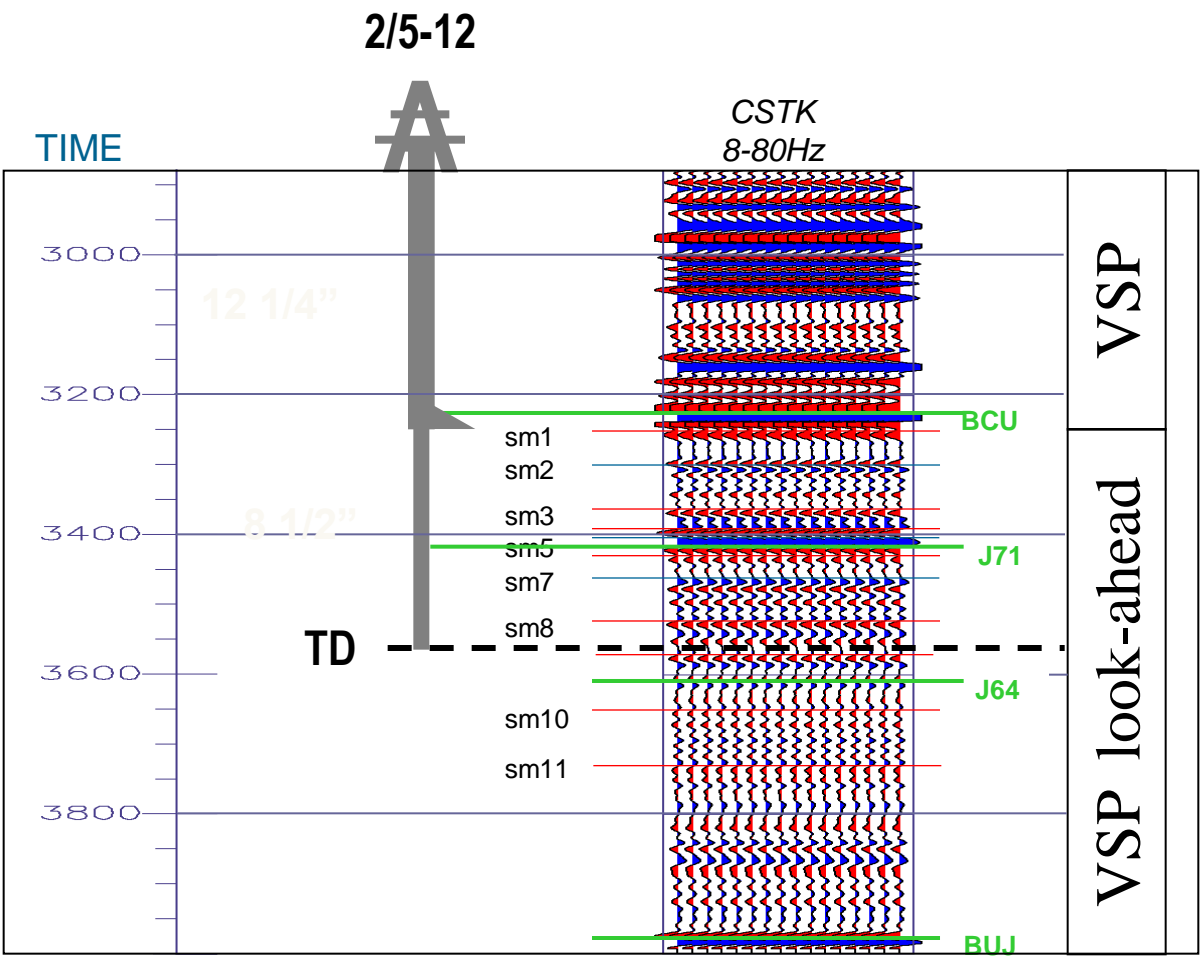 2/5-12
CSTK
8-80Hz
TIME
3000
12 1/4”
VSP
3200
BCU
sm1
sm2
sm3
8 1/2”
3400
sm5
J71
sm7
sm8
TD
3600
J64
sm10
sm11
3800
VSP look-ahead
BUJ